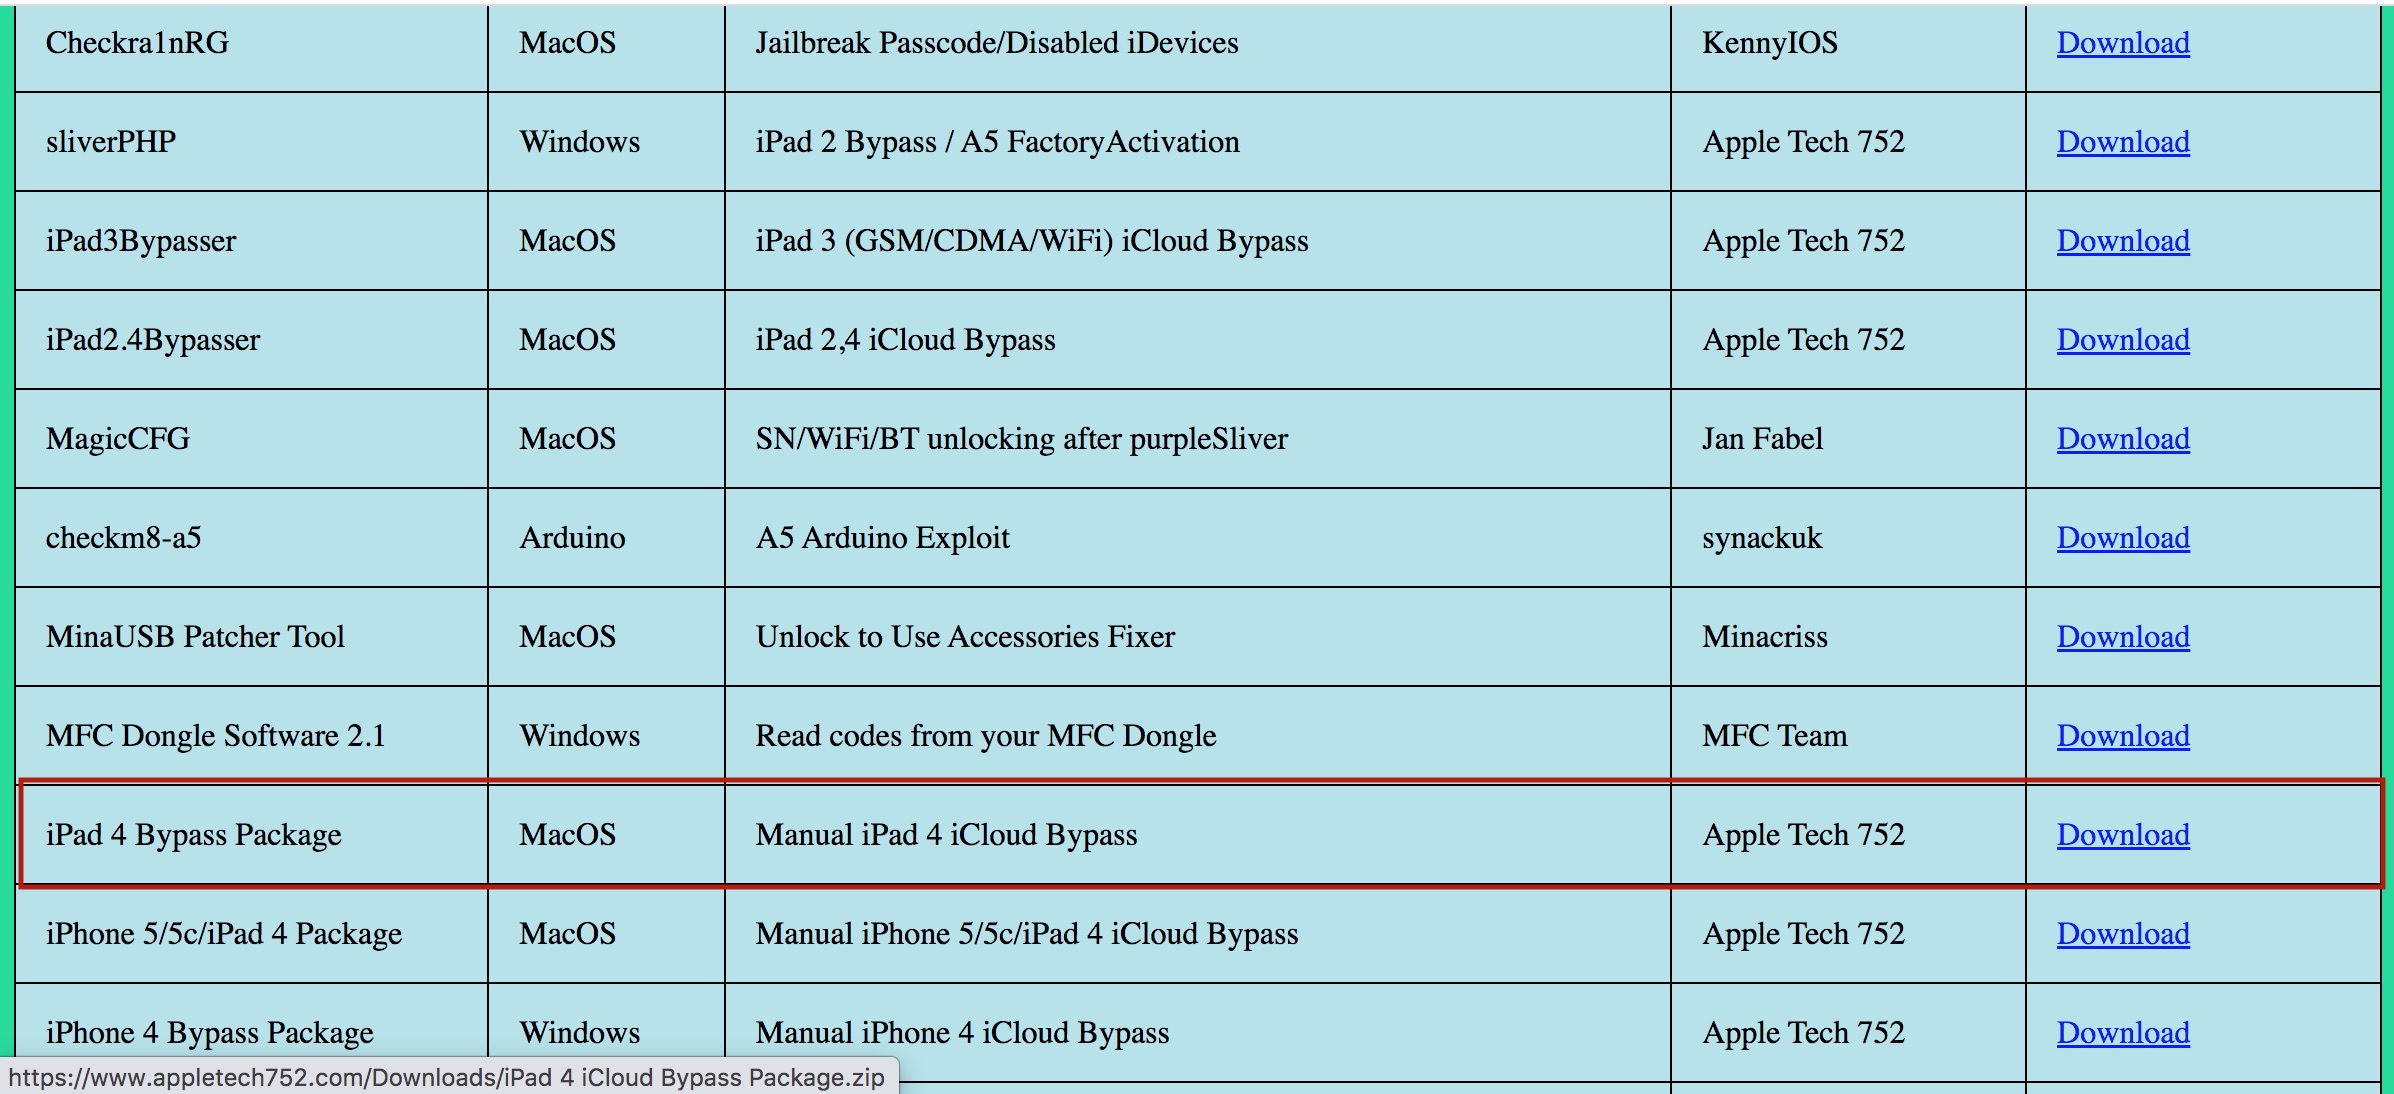 Checkra1nRG MacOS Jailbreak Passcode/Disabled iDevices KennyIOS Download
sliverPHP Windows iPad 2 Bypass / A5 FactoryActivation Apple Tech 752 Download
iPad3Bypasser MacOS iPad 3 (GSM/CDMA/WiFi) iCloud Bypass Apple Tech 752 Download
iPad2.4Bypasser MacOS iPad 2,4 iCloud Bypass Apple Tech 752 Download
MagicCFG MacOS SN/WiFi/BT unlocking after purpleSliver Jan Fabel Download
checkm8-a5 Arduino A5 Arduino Exploit synackuk Download
MinaUSB Patcher Tool MacOS Unlock to Use Accessories Fixer Minacriss Download
MFC Dongle Software 2.1 Windows Read codes from your MFC Dongle MFC Team Download
iPad 4 Bypass Package MacOS Manual iPad 4 iCloud Bypass Apple Tech 752 Download
iPhone 5/5c/iPad 4 Package MacOS Manual iPhone 5/5c/iPad 4 iCloud Bypass Apple Tech 752 Download
iPhone 4 Bypass Package Windows Manual iPhone 4 iCloud Bypass Apple Tech 752 Download
https://www.appletech752.com/Downloads/iPad 4 iCloud Bypass Package.zip